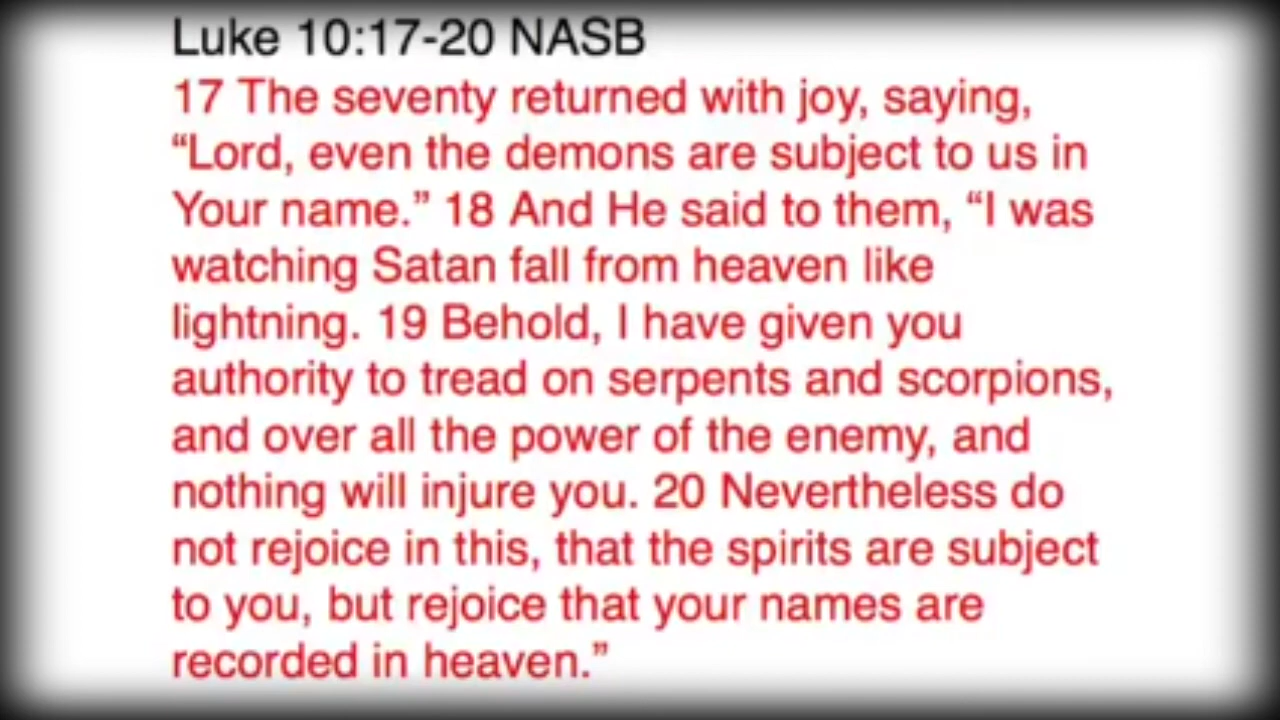 Luke 10:17-20 NASB
17 The seventy returned with joy, saying,
“Lord, even the demons are subject to us in
Your name.” 18 And He said to them, “I was
watching Satan fall from heaven like
lightning. 19 Behold, I have given you
authority to tread on serpents and scorpions,
and over all the power of the enemy, and
nothing will injure you. 20 Nevertheless do
not rejoice in this, that the spirits are subject
to you, but rejoice that your names are
recorded in heaven.”